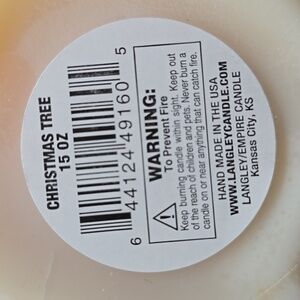 CHRISTMAS TREE
15 OZ
6 44124 49160 5
WARNING:
To Prevent Fire
Keep burning candle within sight. Keep out
of the reach of children and pets. Never burn a
candle on or near anything that can catch fire.
HAND MADE IN THE USA
WWW.LANGLEYCANDLE.COM
LANGLEY/EMPIRE CANDLE
Kansas City, KS